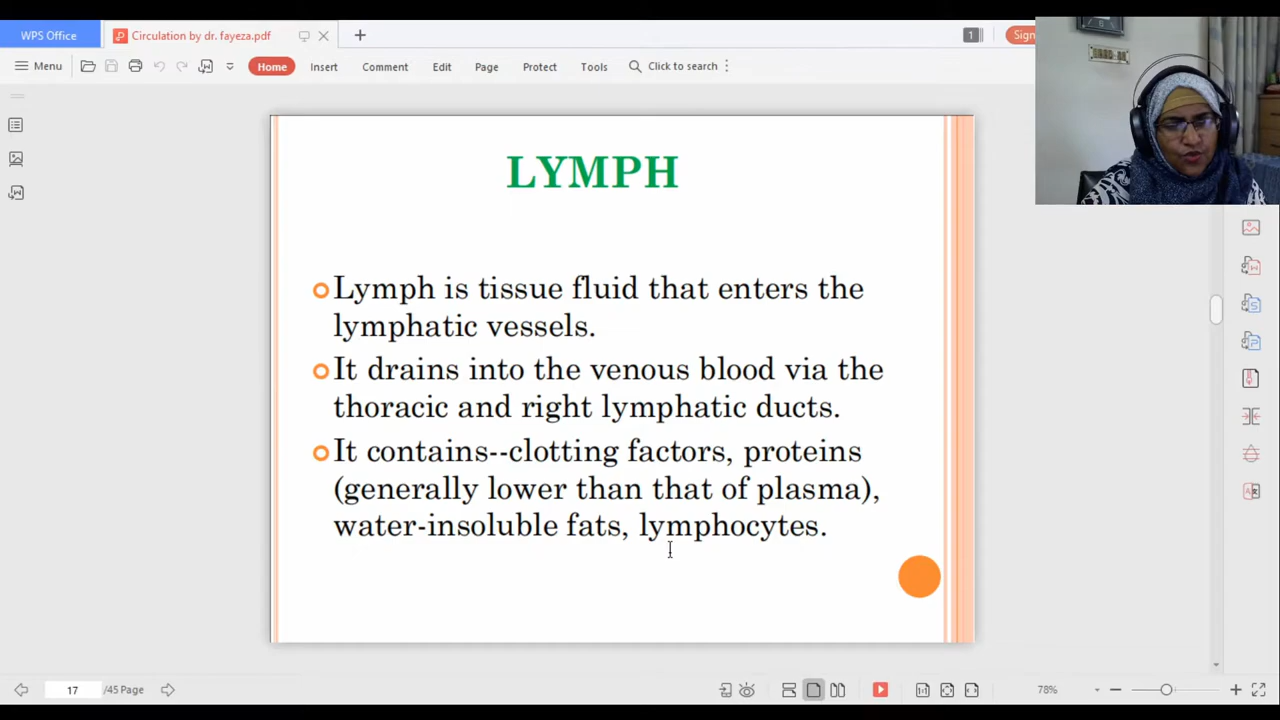 WPS Office
Circulation by dr. fayeza.pdf
1
Sign
Menu
Home
Insert
Comment
Edit
Page
Protect
Tools
Click to search
LYMPH
Lymph is tissue fluid that enters the
lymphatic vessels.
It drains into the venous blood via the
thoracic and right lymphatic ducts.
It contains--clotting factors, proteins
(generally lower than that of plasma),
water-insoluble fats, lymphocytes.
17
/45 Page
78%